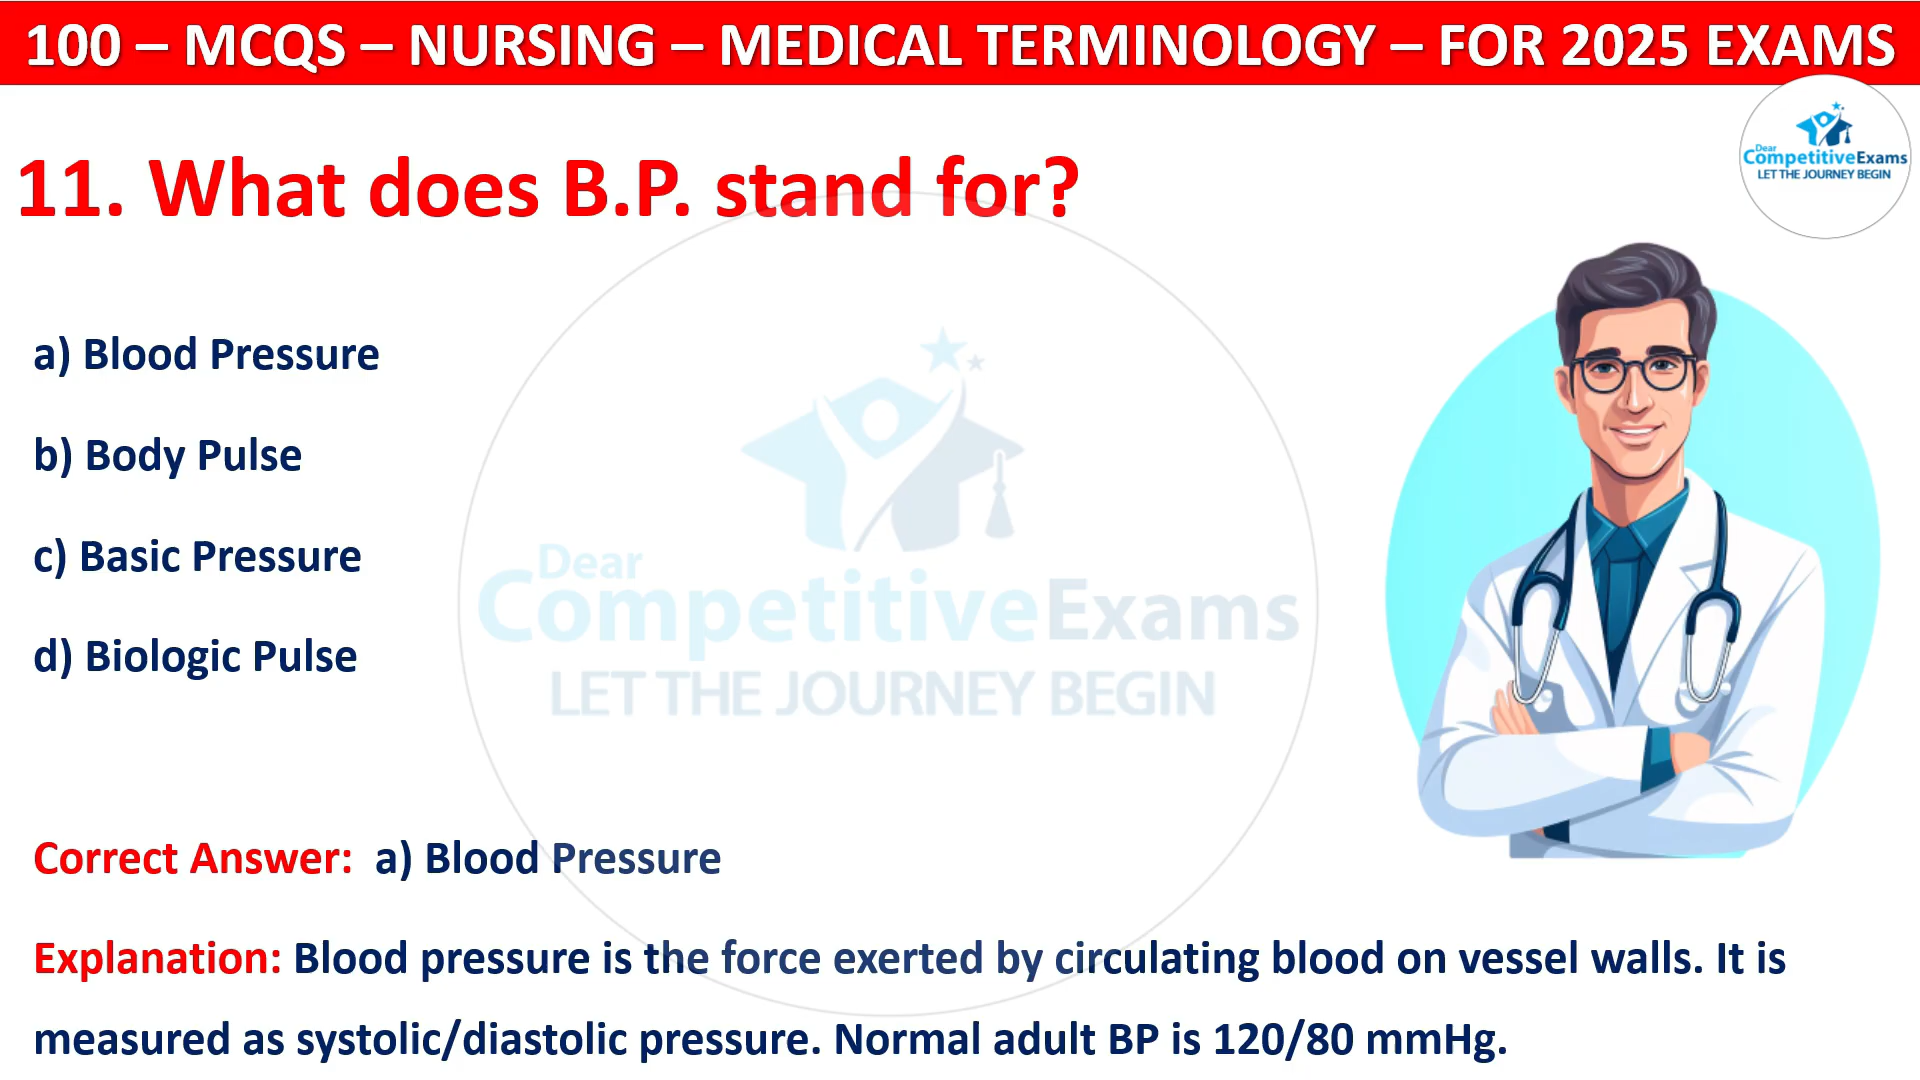 100 – MCQS – NURSING – MEDICAL TERMINOLOGY – FOR 2025 EXAMS
Dear
CompetitiveExams
LET THE JOURNEY BEGIN
11. What does B.P. stand for?
a) Blood Pressure
b) Body Pulse
c) Basic Pressure
d) Biologic Pulse
Dear
CompetitiveExams
LET THE JOURNEY BEGIN
Correct Answer: a) Blood Pressure
Explanation: Blood pressure is the force exerted by circulating blood on vessel walls. It is
measured as systolic/diastolic pressure. Normal adult BP is 120/80 mmHg.